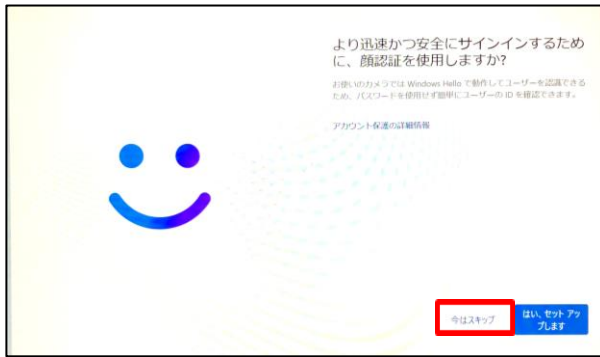 より迅速かつ安全にサインインするため
に、顔認証を使用しますか?
お使いのカメラでは Windows Hello で動作してユーザーを認識できる
ため、パスワードを使用せず簡単にユーザーの ID を確認できます。
アカウント保護の詳細情報
今はスキップ
はい、セット アッ
プします